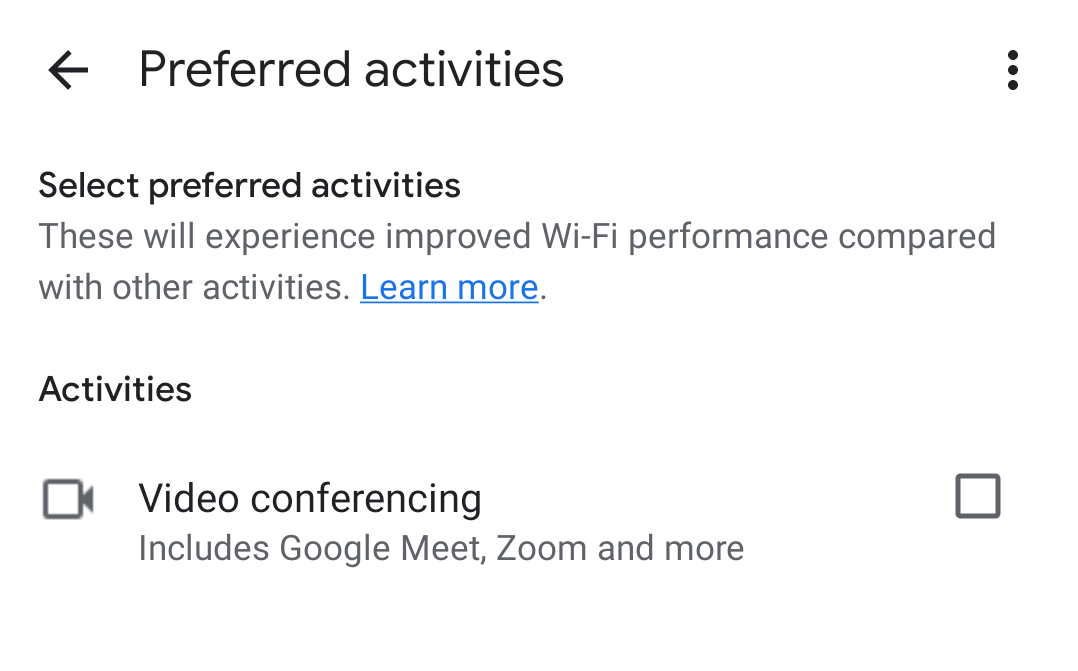 Preferred activities
Select preferred activities
These will experience improved Wi-Fi performance compared
with other activities. Learn more.
Activities
Video conferencing
Includes Google Meet, Zoom and more